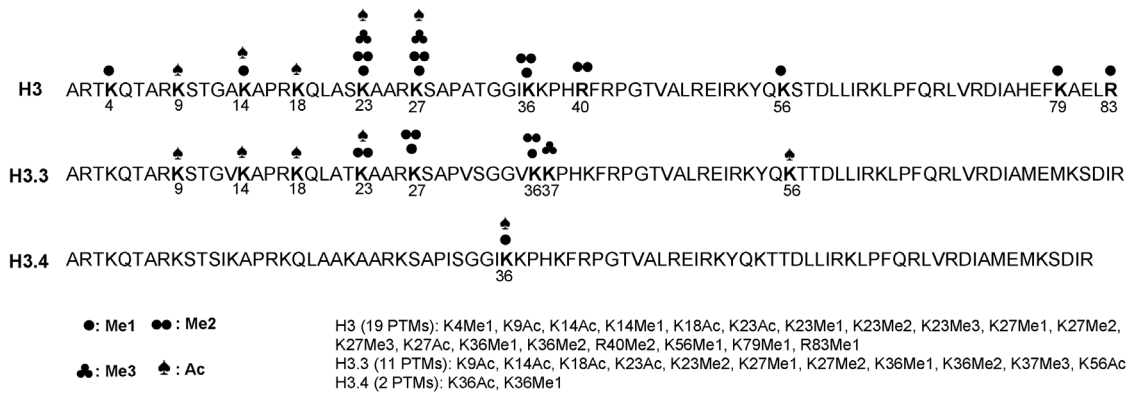 H3 ARTKQTARKSTGAKAPRKQLASKAARKSAPATGGIKKPHRFRPGTVALREIRKYQKSTDLLIRKLPFQRLVRDIAHEFKAELR
4 9 14 18 23 27 36 40 56 79 83
H3.3 ARTKQTARKSTGVKAPRKQLATKAARKSAPVSGGVKKPHKFRPGTVALREIRKYQKTTDLLIRKLPFQRLVRDIAMEMKSDIR
9 14 18 23 27 3637 56
H3.4 ARTKQTARKSTSIKAPRKQLAAKAARKSAPISGGIKKPHKFRPGTVALREIRKYQKTTDLLIRKLPFQRLVRDIAMEMKSDIR
36
●: Me1 ●●: Me2
♣: Me3 ♠: Ac
H3 (19 PTMs): K4Me1, K9Ac, K14Ac, K14Me1, K18Ac, K23Ac, K23Me1, K23Me2, K23Me3, K27Me1, K27Me2,
K27Me3, K27Ac, K36Me1, K36Me2, R40Me2, K56Me1, K79Me1, R83Me1
H3.3 (11 PTMs): K9Ac, K14Ac, K18Ac, K23Ac, K23Me2, K27Me1, K27Me2, K36Me1, K36Me2, K37Me3, K56Ac
H3.4 (2 PTMs): K36Ac, K36Me1